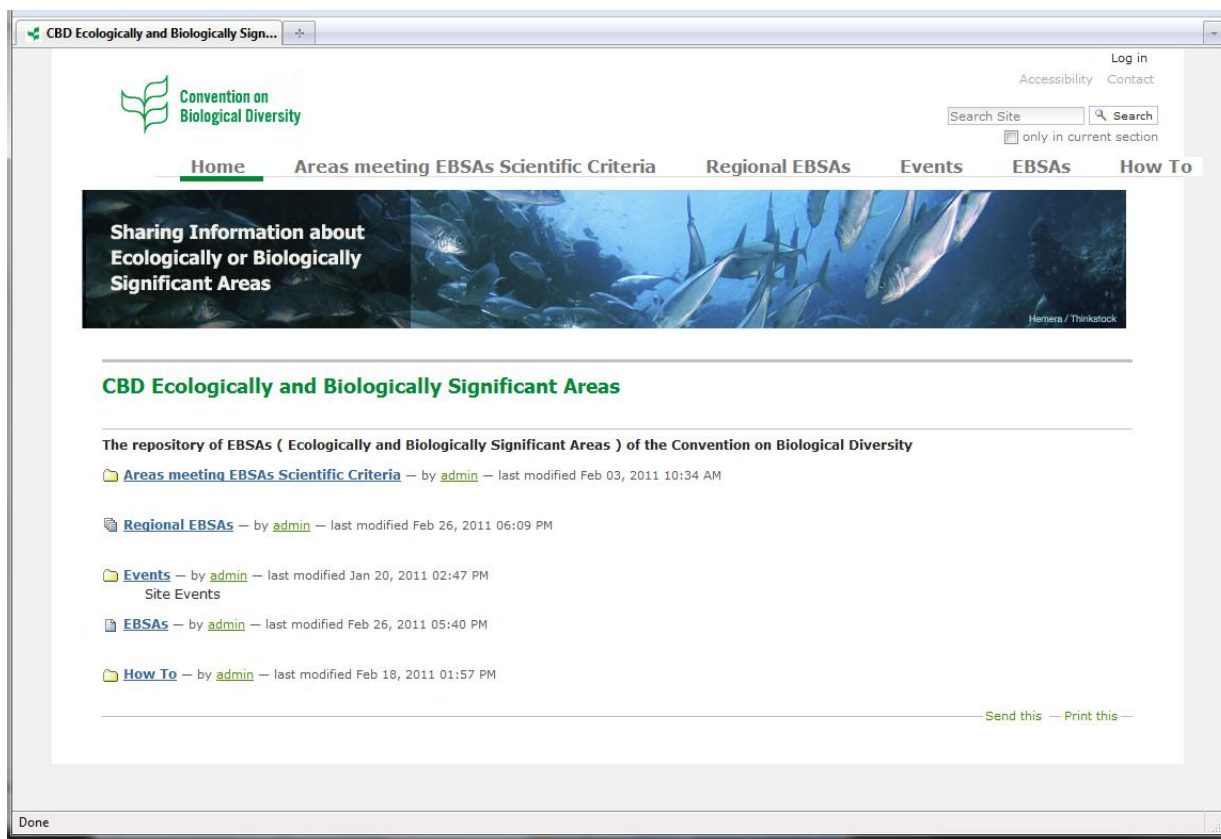 CBD Ecologically and Biologically Sign...
Log in
Accessibility Contact
Convention on
Biological Diversity
Search Site Search
only in current section
Home Areas meeting EBSAs Scientific Criteria Regional EBSAs Events EBSAs How To
Sharing Information about
Ecologically or Biologically
Significant Areas
Hemera / Thinkstock
CBD Ecologically and Biologically Significant Areas
The repository of EBSAs ( Ecologically and Biologically Significant Areas ) of the Convention on Biological Diversity
Areas meeting EBSAs Scientific Criteria — by admin — last modified Feb 03, 2011 10:34 AM
Regional EBSAs — by admin — last modified Feb 26, 2011 06:09 PM
Events — by admin — last modified Jan 20, 2011 02:47 PM
Site Events
EBSAs — by admin — last modified Feb 26, 2011 05:40 PM
How To — by admin — last modified Feb 18, 2011 01:57 PM
Send this — Print this —
Done